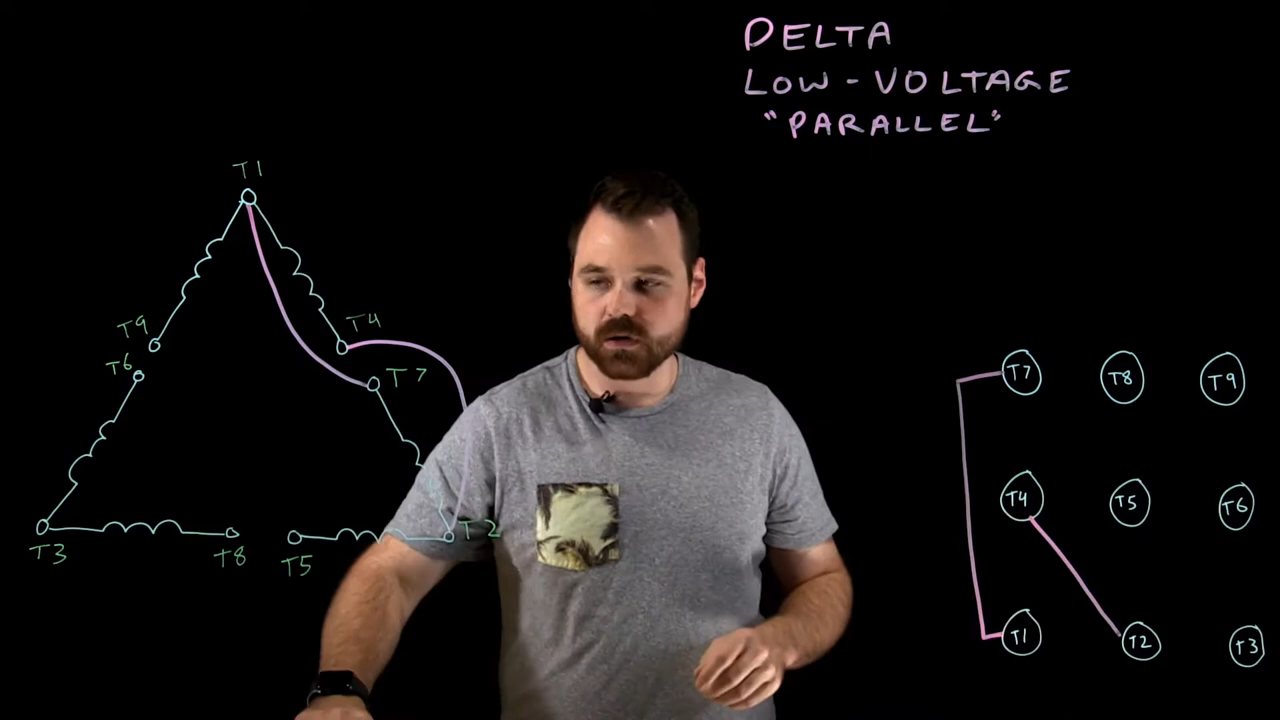 DELTA
LOW-VOLTAGE
"PARALLEL"
T1
T4
T9
T6
T7
T2
T3
T8
T5
T7 T8 T9
T4 T5 T6
T1 T2 T3